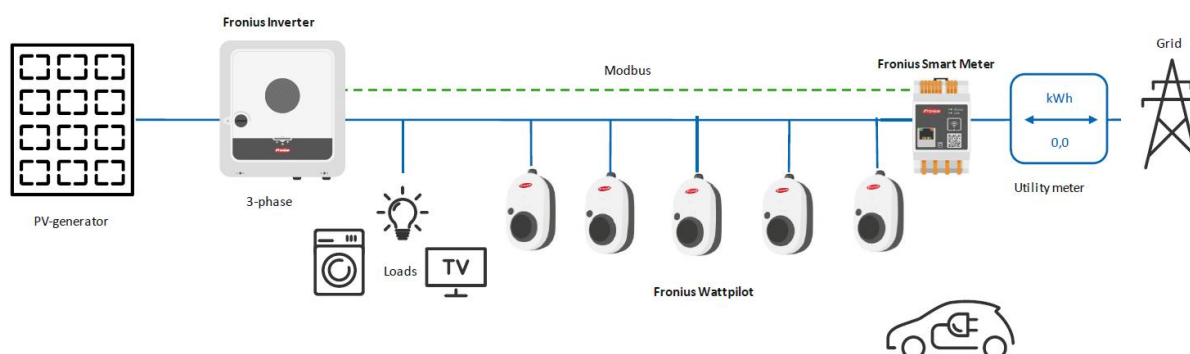 Fronius Inverter
Grid
Fronius Smart Meter
Modbus
kWh
0,0
3-phase
Utility meter
PV-generator
Loads
TV
Fronius Wattpilot